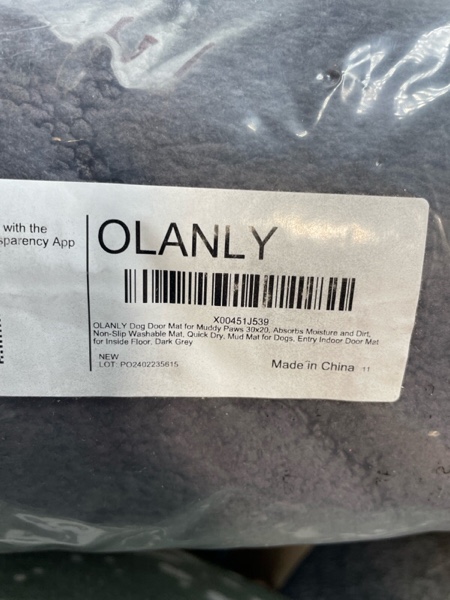 with the
sparency App
OLANLY
X00451J539
OLANLY Dog Door Mat for Muddy Paws 30x20, Absorbs Moisture and Dirt,
Non-Slip Washable Mat, Quick Dry, Mud Mat for Dogs, Entry Indoor Door Mat
for Inside Floor, Dark Grey
NEW
LOT: PO2402235615
Made in China 11